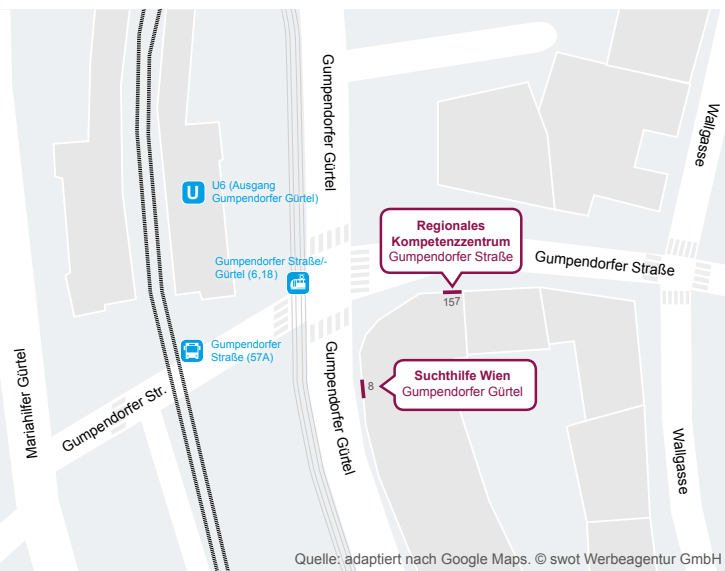 Gumpendorfer Gürtel
Wallgasse
U
U6 (Ausgang
Gumpendorfer Gürtel)
Regionales
Kompetenzzentrum
Gumpendorfer Straße
Gumpendorfer Straße
Gumpendorfer Straße/-
Gürtel (6,18)
157
Gumpendorfer
Straße (57A)
Gumpendorfer Gürtel
Suchthilfe Wien
Gumpendorfer Gürtel
8
Mariahilfer Gürtel
Gumpendorfer Str.
Wallgasse
Quelle: adaptiert nach Google Maps. © swot Werbeagentur GmbH